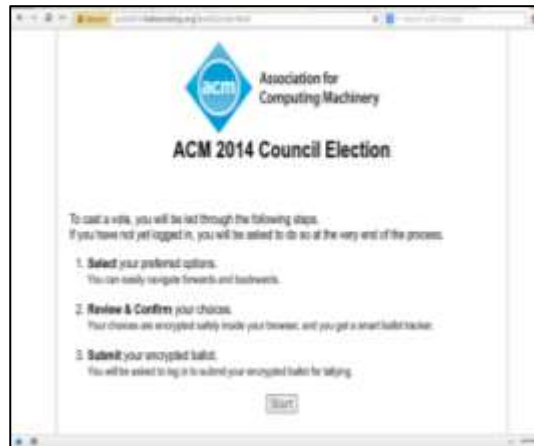 acm
Association for
Computing Machinery
ACM 2014 Council Election
To cast a vote, you will be led through the following steps.
If you have not yet logged in, you will be asked to do so at the very end of the process.
1. Select your preferred options.
You can easily navigate forwards and backwards.
2. Review & Confirm your choices.
Your choices are encrypted safely inside your browser, and you get a smart ballot tracker.
3. Submit your encrypted ballot.
You will be asked to log in to submit your encrypted ballot for tallying.
Start